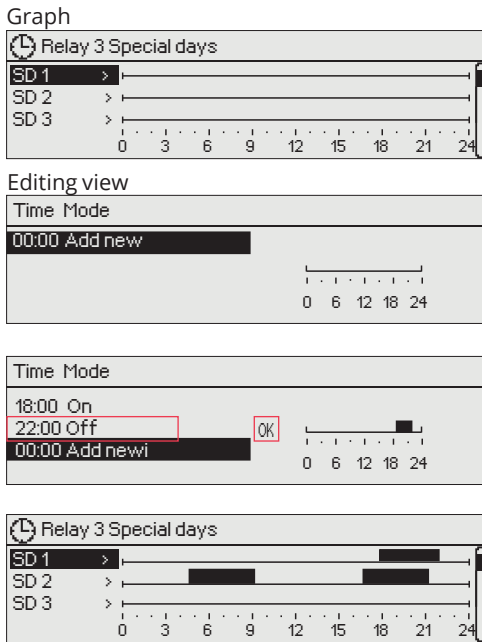 Graph
Relay 3 Special days
SD 1 >
SD 2 >
SD 3 >
0 3 6 9 12 15 18 21 24
Editing view
Time Mode
00:00 Add new
0 6 12 18 24
Time Mode
18:00 On
22:00 Off OK
00:00 Add newi
0 6 12 18 24
Relay 3 Special days
SD 1 >
SD 2 >
SD 3 >
0 3 6 9 12 15 18 21 24